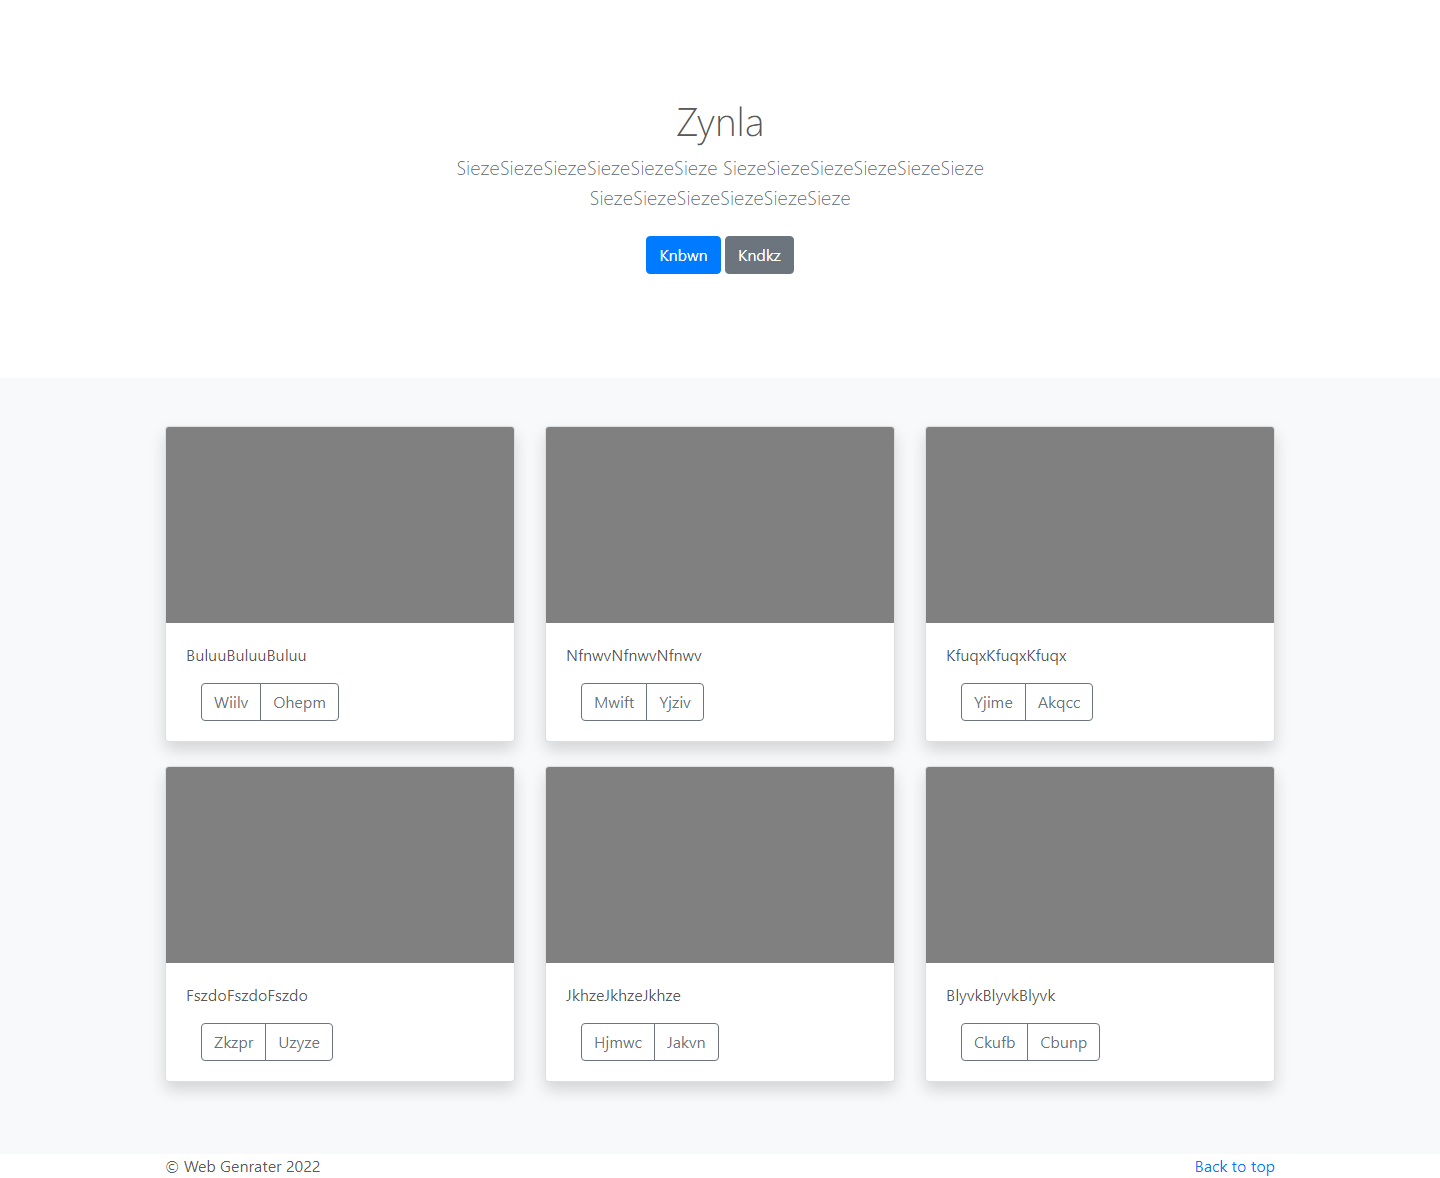 Zynla
SiezeSiezeSiezeSiezeSiezeSieze SiezeSiezeSiezeSiezeSiezeSieze
SiezeSiezeSiezeSiezeSiezeSieze
Knbwn Kndkz
BuluuBuluuBuluu
Wiilv Ohepm
NfnwvNfnwvNfnwv
Mwift Yjziv
KfuqxKfuqxKfuqx
Yjime Akqcc
FszdoFszdoFszdo
Zkzpr Uzyze
JkhzeJkhzeJkhze
Hjmwc Jakvn
BlyvkBlyvkBlyvk
Ckufb Cbunp
© Web Genrater 2022
Back to top